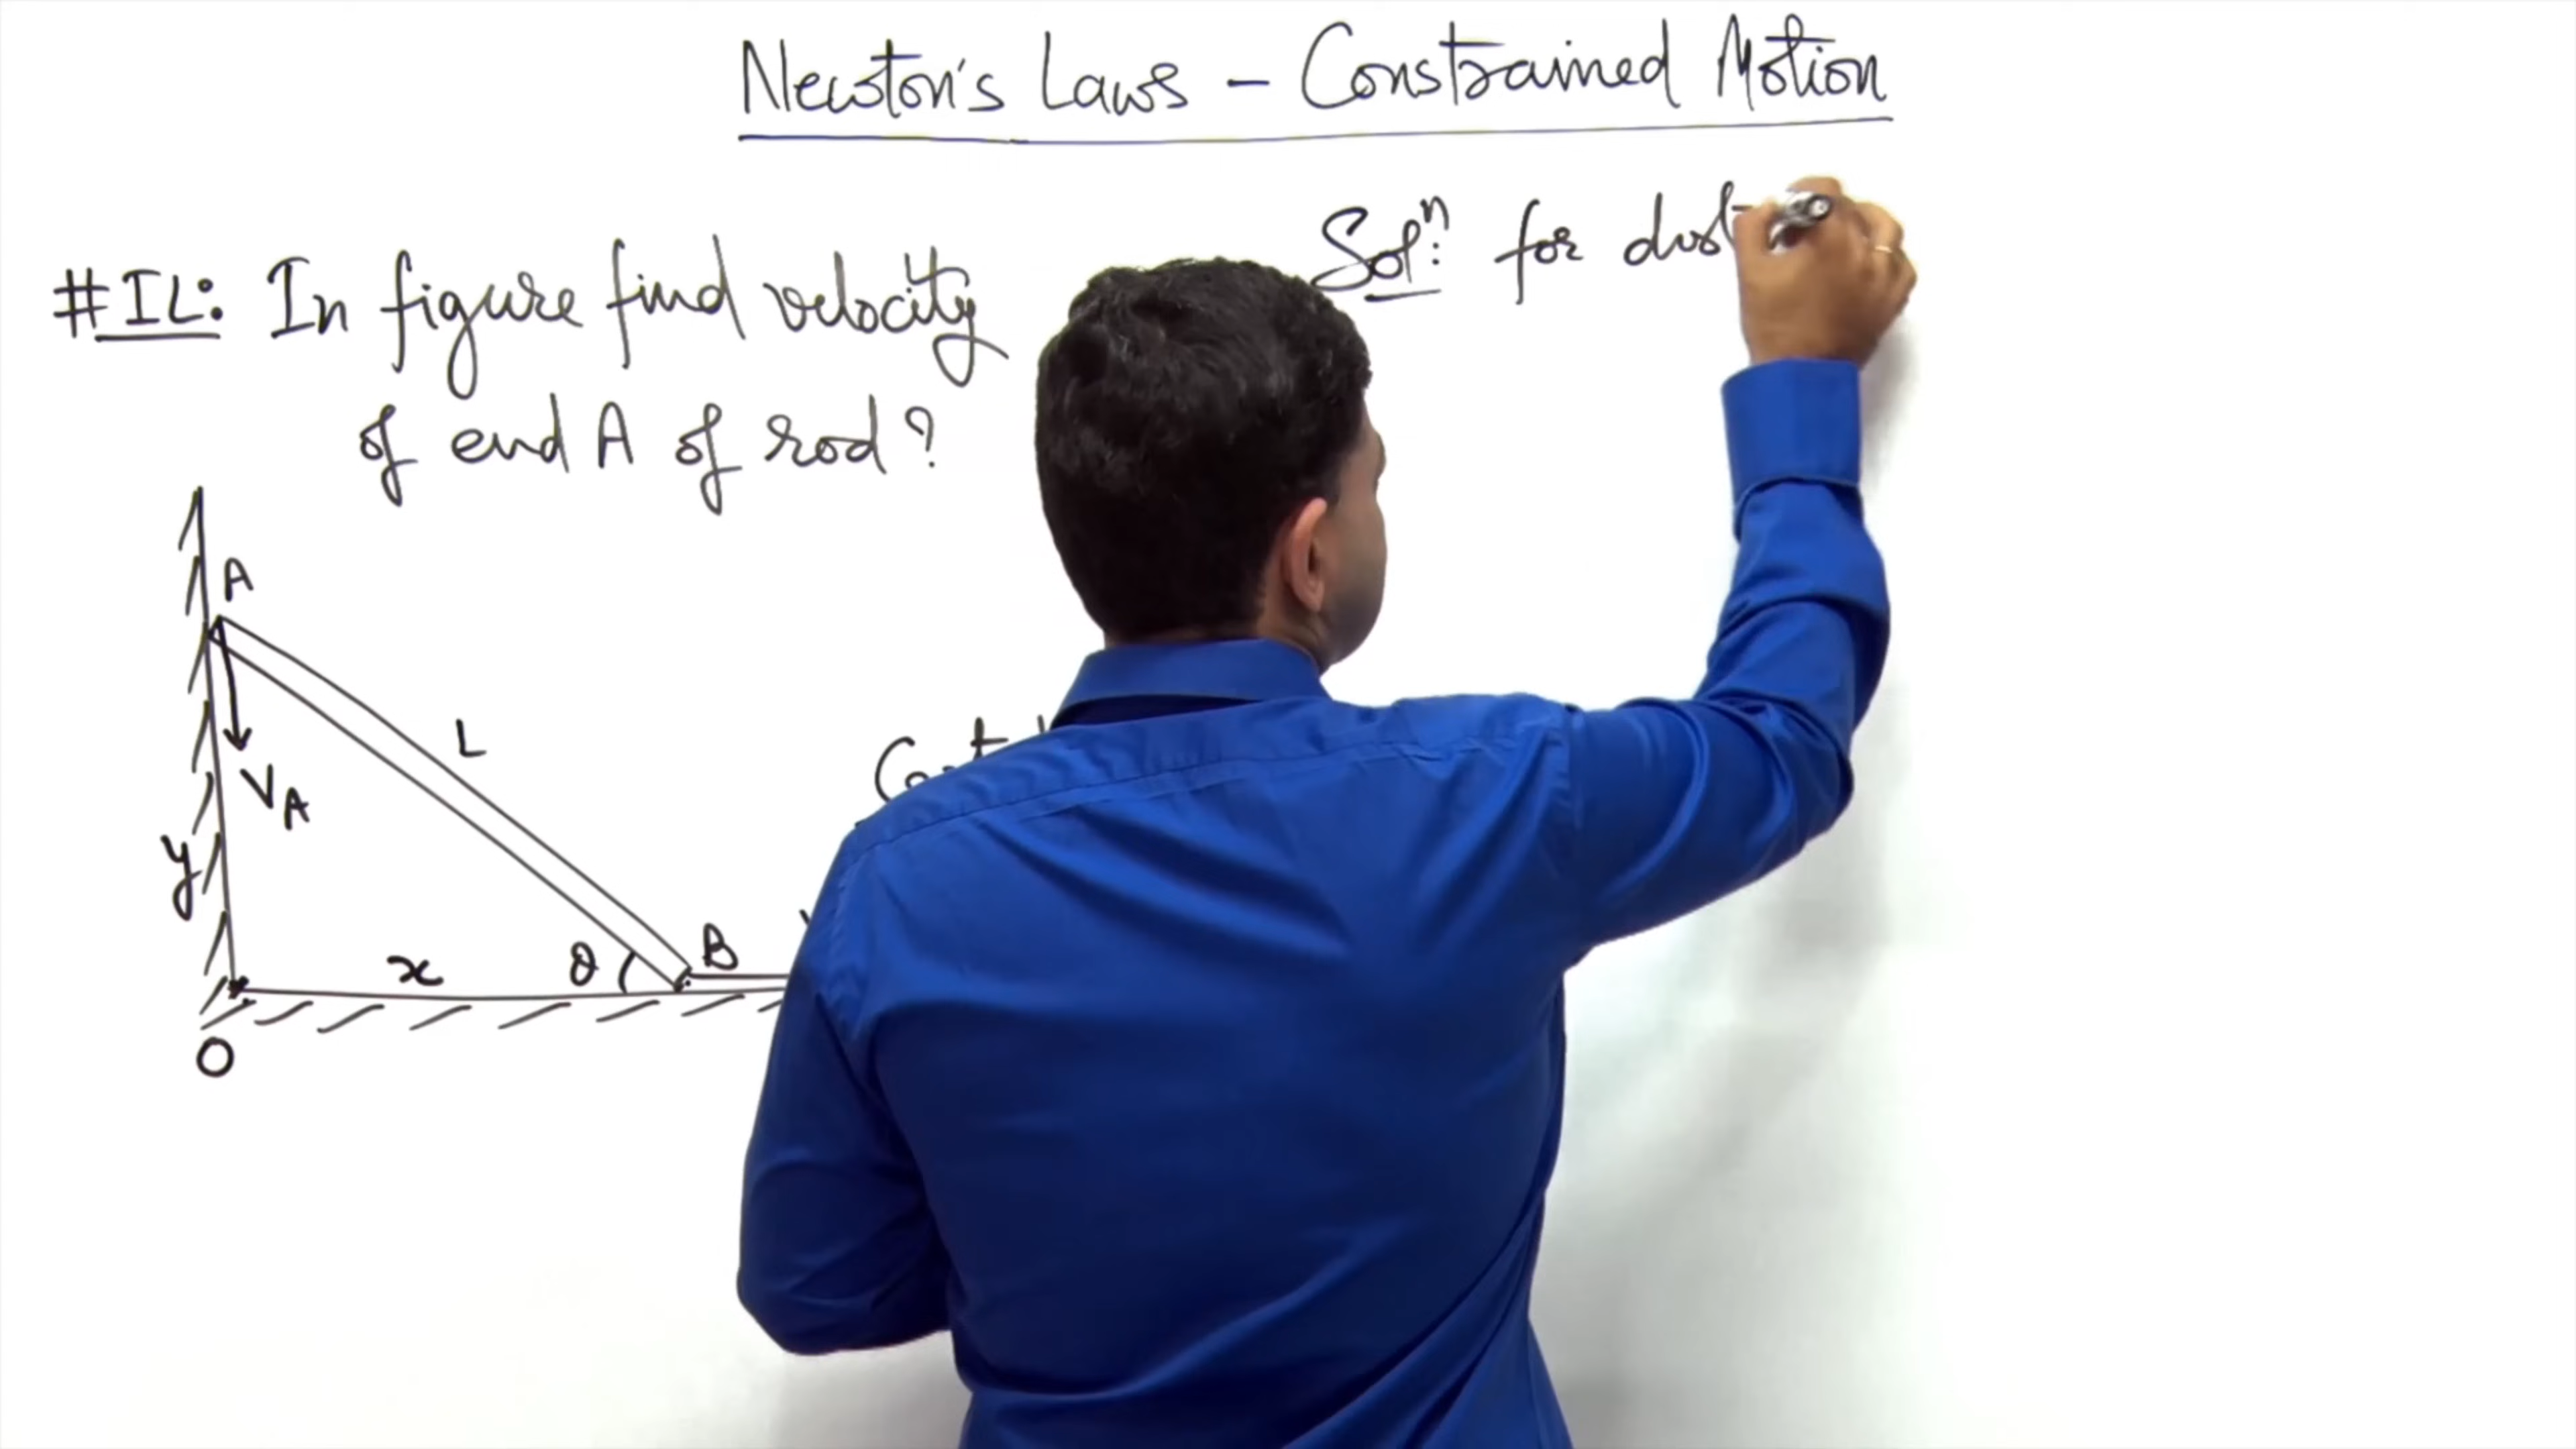 Newton's Laws - Constrained Motion
Solⁿ: for dist
#IL: In figure find velocity
of end A of rod?
A
L
VA
y
x
θ
B
O